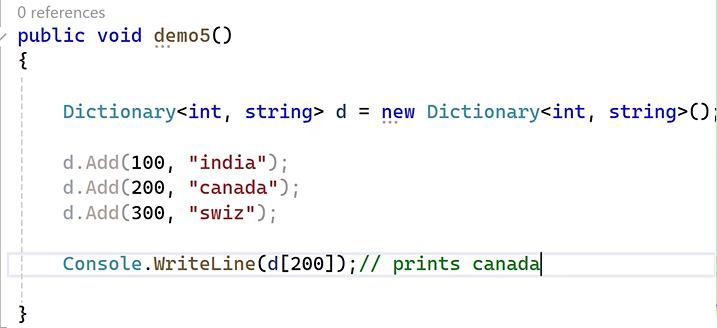 0 references
public void demo5()
{
Dictionary<int, string> d = new Dictionary<int, string>();
d.Add(100, "india");
d.Add(200, "canada");
d.Add(300, "swiz");
Console.WriteLine(d[200]);// prints canada
}